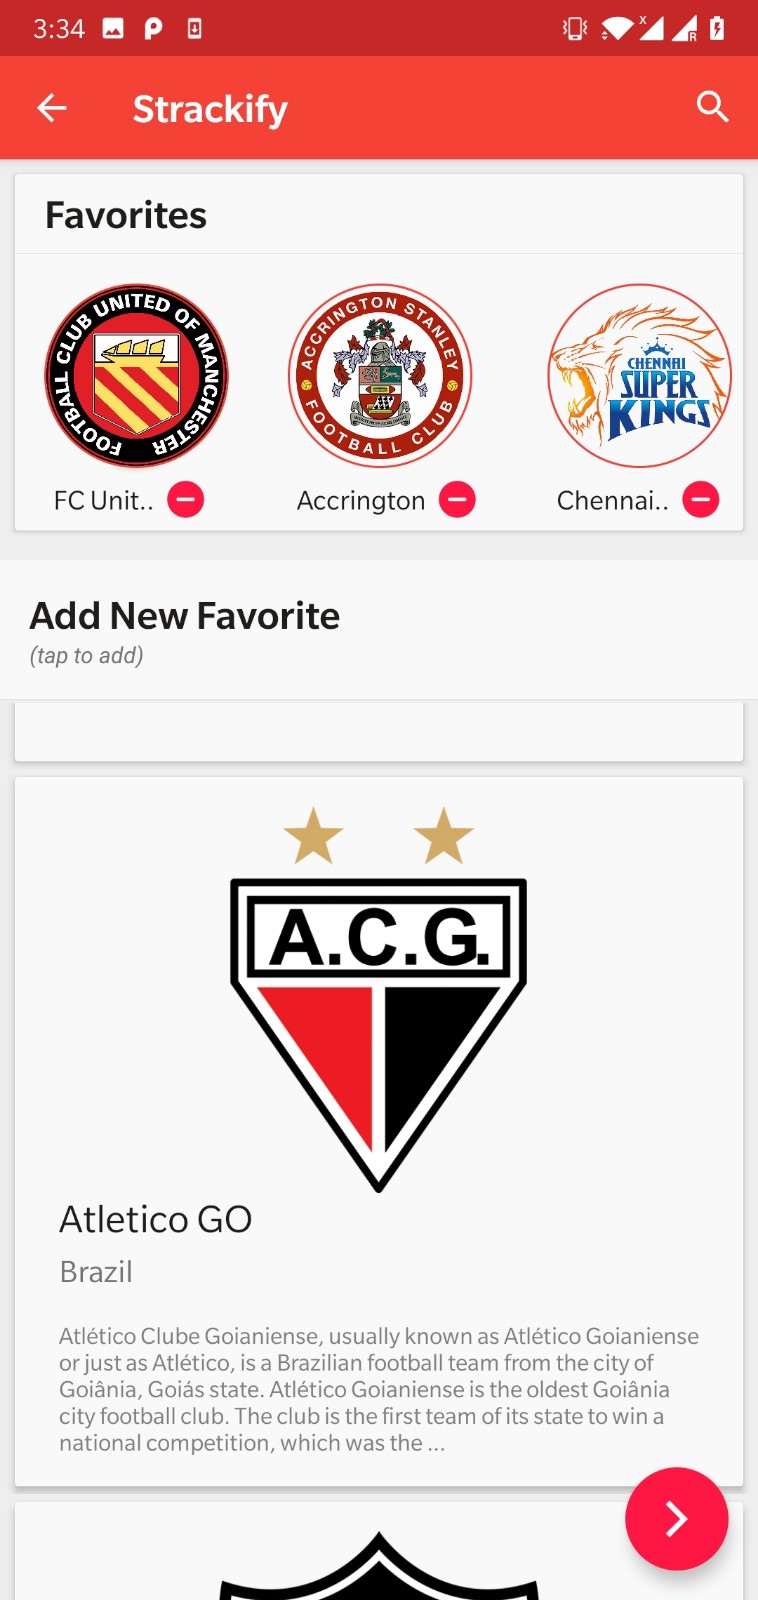 3:34
Strackify
Favorites
FOOTBALL CLUB UNITED OF MANCHESTER
ACCRINGTON STANLEY
FOOTBALL CLUB
CHENNAI
SUPER
KINGS
FC Unit..
Accrington
Chennai..
Add New Favorite
(tap to add)
A.C.G.
Atletico GO
Brazil
Atlético Clube Goianiense, usually known as Atlético Goianiense
or just as Atlético, is a Brazilian football team from the city of
Goiânia, Goiás state. Atlético Goianiense is the oldest Goiânia
city football club. The club is the first team of its state to win a
national competition, which was the ...